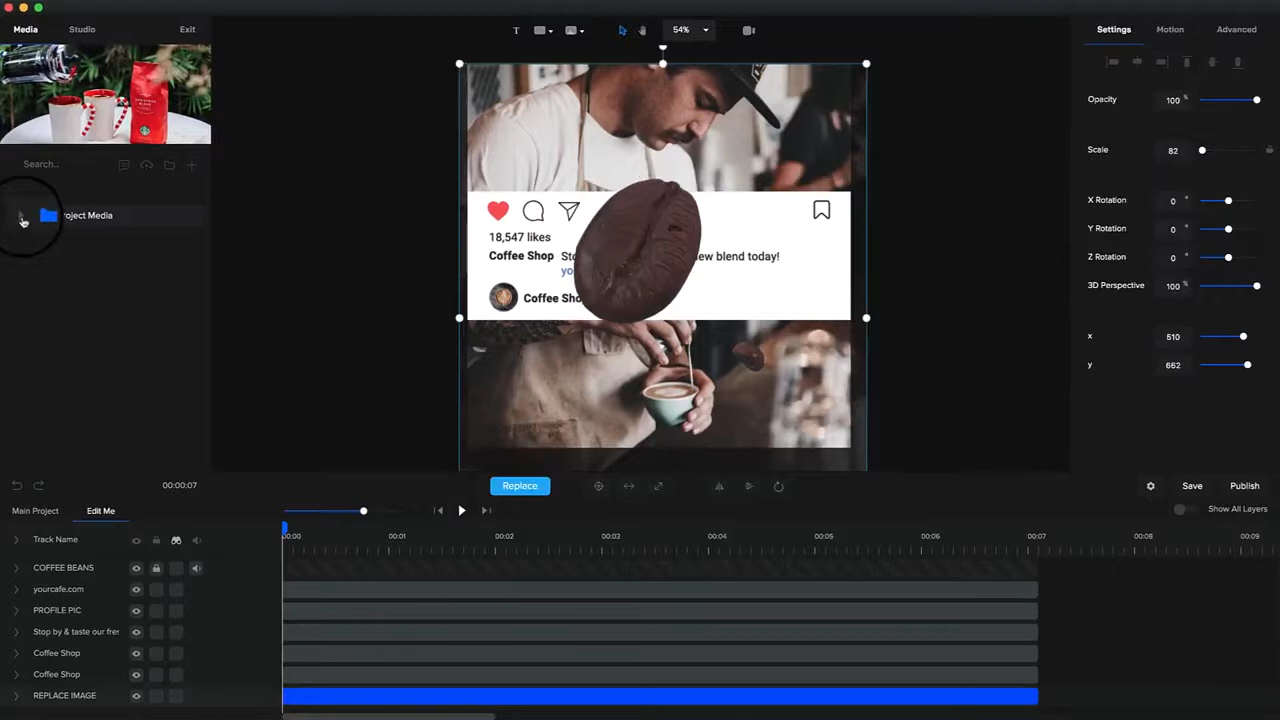 Media Studio Exit
54%
Settings Motion Advanced
Search..
oject Media
Opacity 100 %
Scale 82
X Rotation 0 °
Y Rotation 0 °
Z Rotation 0 °
3D Perspective 100 %
x 510
y 662
18,547 likes
Coffee Shop Sto ew blend today!
yo
Coffee Sho
00:00:07
Replace
Save Publish
Main Project Edit Me
Show All Layers
Track Name
00:00 00:01 00:02 00:03 00:04 00:05 00:06 00:07 00:08 00:09
COFFEE BEANS
yourcafe.com
PROFILE PIC
Stop by & taste our fres
Coffee Shop
Coffee Shop
REPLACE IMAGE